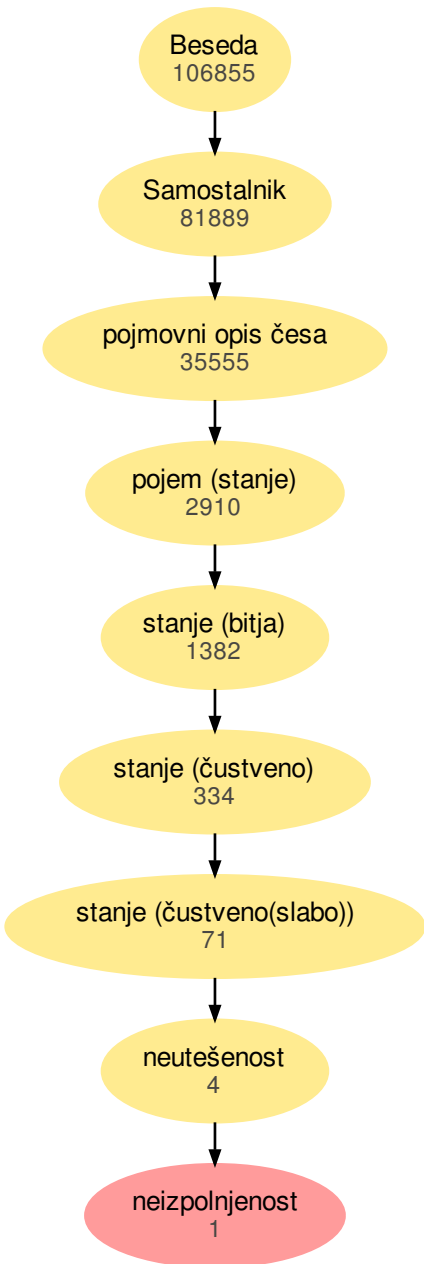 Beseda
106855
Samostalnik
81889
pojmovni opis česa
35555
pojem (stanje)
2910
stanje (bitja)
1382
stanje (čustveno)
334
stanje (čustveno(slabo))
71
neutešenost
4
neizpolnjenost
1